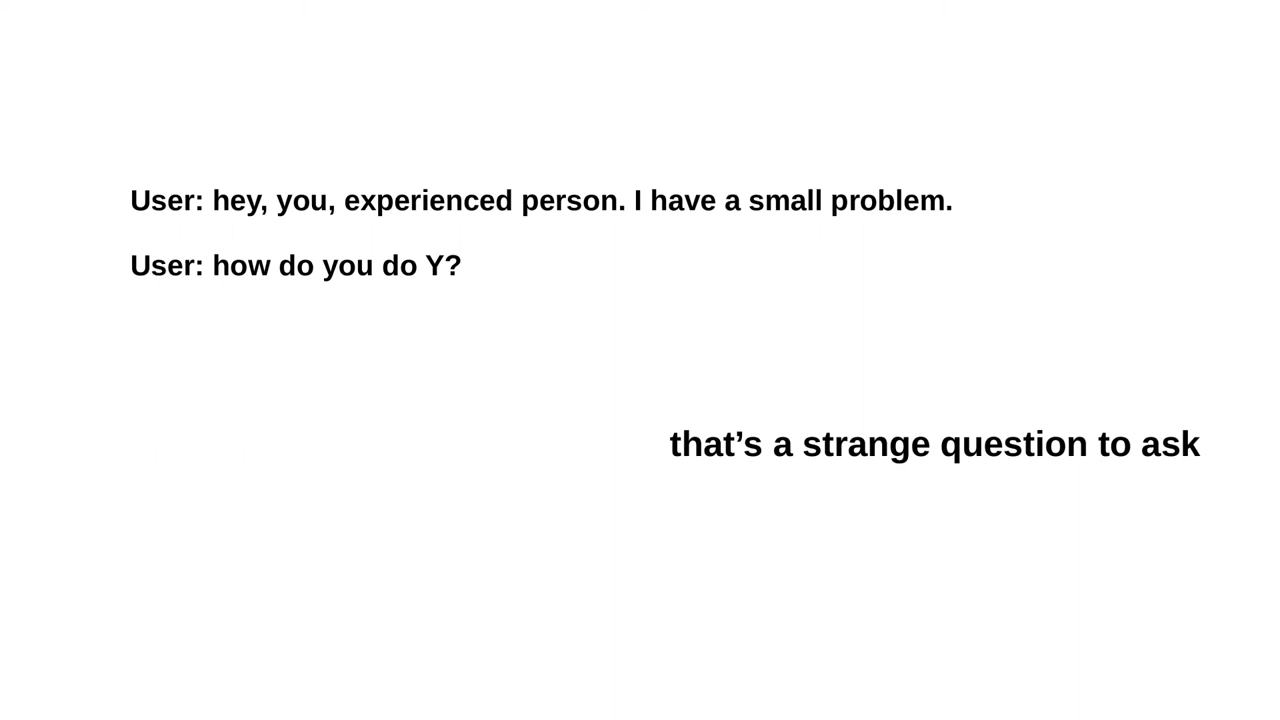 User: hey, you, experienced person. I have a small problem.
User: how do you do Y?
that’s a strange question to ask